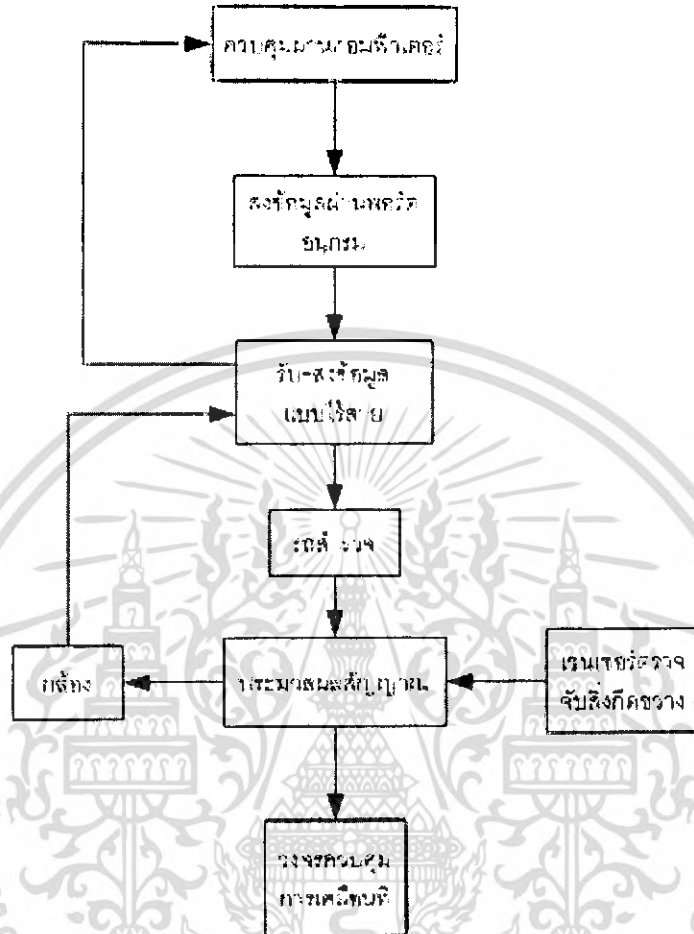 ควบคุมผ่านคอมพิวเตอร์
ส่งข้อมูลผ่านพอร์ต
อนุกรม
รับ-ส่งข้อมูล
แบบไร้สาย
รถสำรวจ
กล้อง
ประมวลผลสัญญาณ
เซนเซอร์ตรวจ
จับสิ่งกีดขวาง
วงจรควบคุม
การเคลื่อนที่